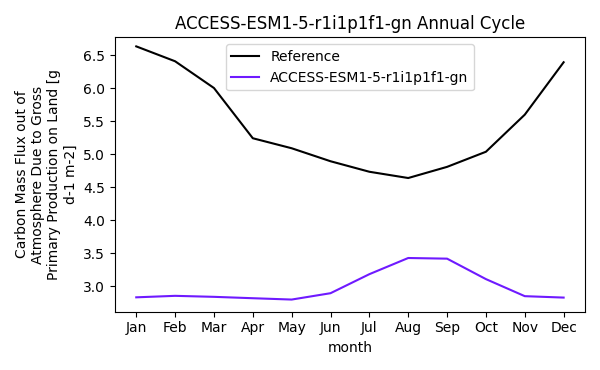 ACCESS-ESM1-5-r1i1p1f1-gn Annual Cycle
Reference
ACCESS-ESM1-5-r1i1p1f1-gn
Carbon Mass Flux out of
Atmosphere Due to Gross
Primary Production on Land [g
d-1 m-2]
6.5
6.0
5.5
5.0
4.5
4.0
3.5
3.0
Jan Feb Mar Apr May Jun Jul Aug Sep Oct Nov Dec
month